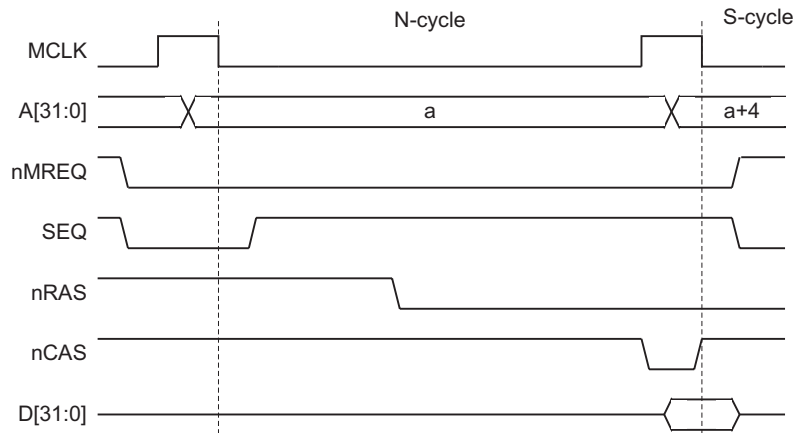 N-cycle
S-cycle
MCLK
A[31:0]
a
a+4
nMREQ
SEQ
nRAS
nCAS
D[31:0]